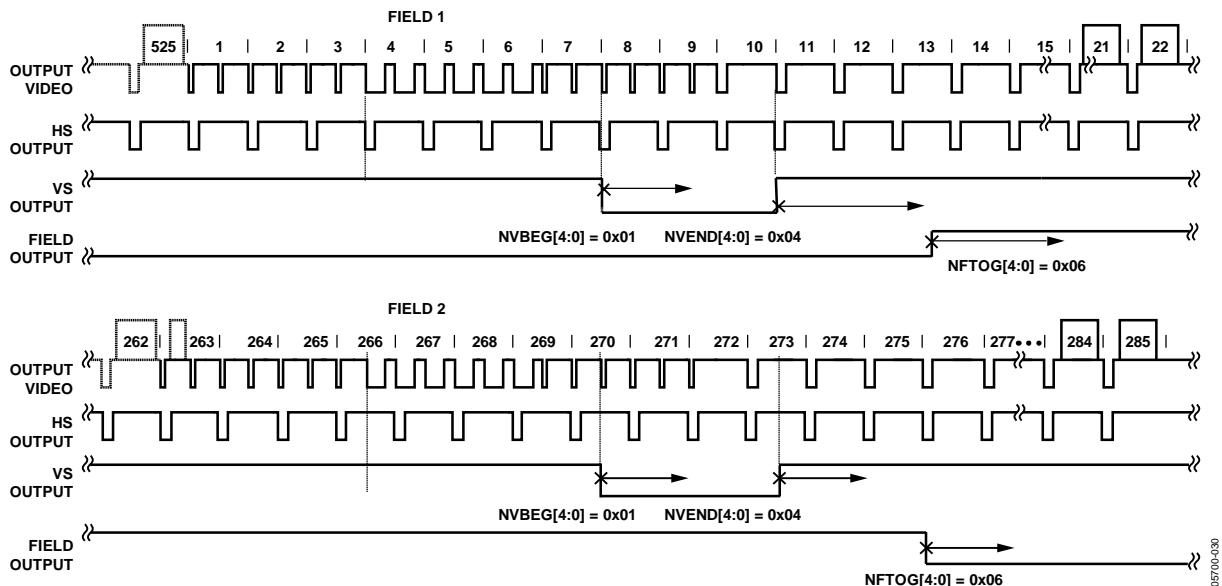 FIELD 1
525 1 2 3 4 5 6 7 8 9 10 11 12 13 14 15 21 22
OUTPUT
VIDEO
HS
OUTPUT
VS
OUTPUT
NVBEG[4:0] = 0x01 NVEND[4:0] = 0x04
FIELD
OUTPUT
NFTOG[4:0] = 0x06
FIELD 2
262 263 264 265 266 267 268 269 270 271 272 273 274 275 276 277 284 285
OUTPUT
VIDEO
HS
OUTPUT
VS
OUTPUT
NVBEG[4:0] = 0x01 NVEND[4:0] = 0x04
FIELD
OUTPUT
NFTOG[4:0] = 0x06
05700-030